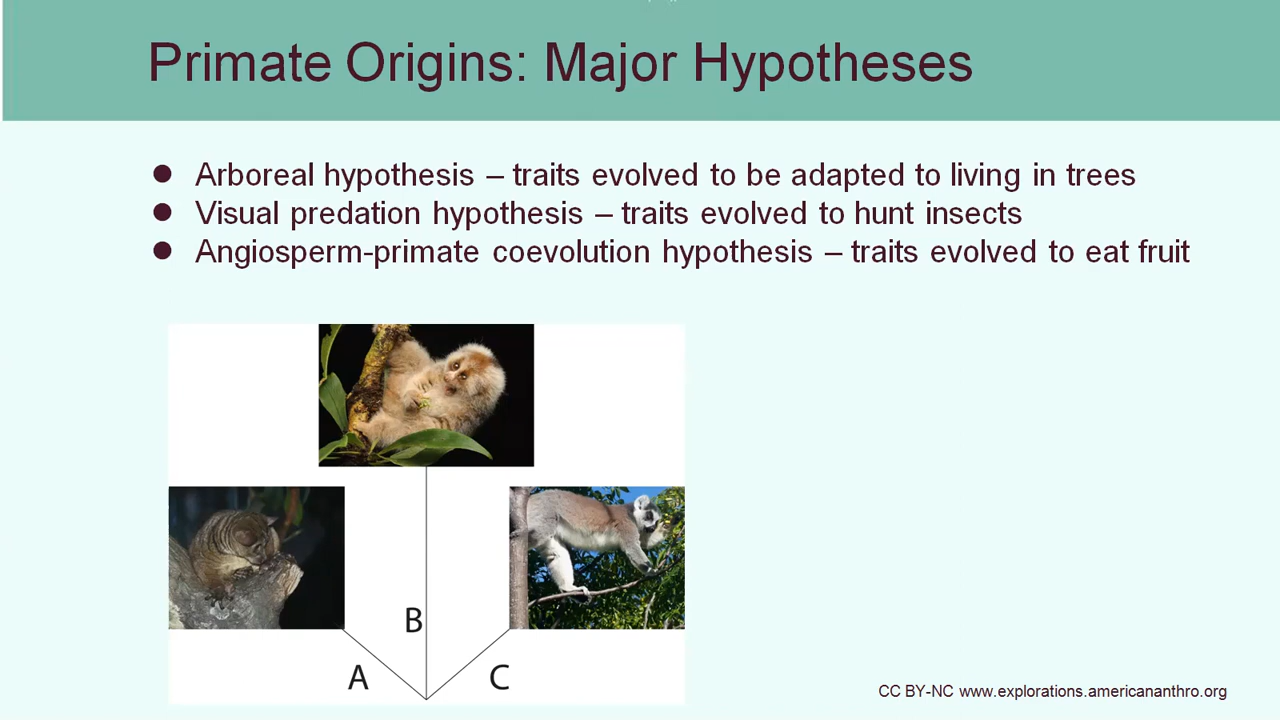 Primate Origins: Major Hypotheses
● Arboreal hypothesis – traits evolved to be adapted to living in trees
● Visual predation hypothesis – traits evolved to hunt insects
● Angiosperm-primate coevolution hypothesis – traits evolved to eat fruit
B
A
C
CC BY-NC www.explorations.americananthro.org